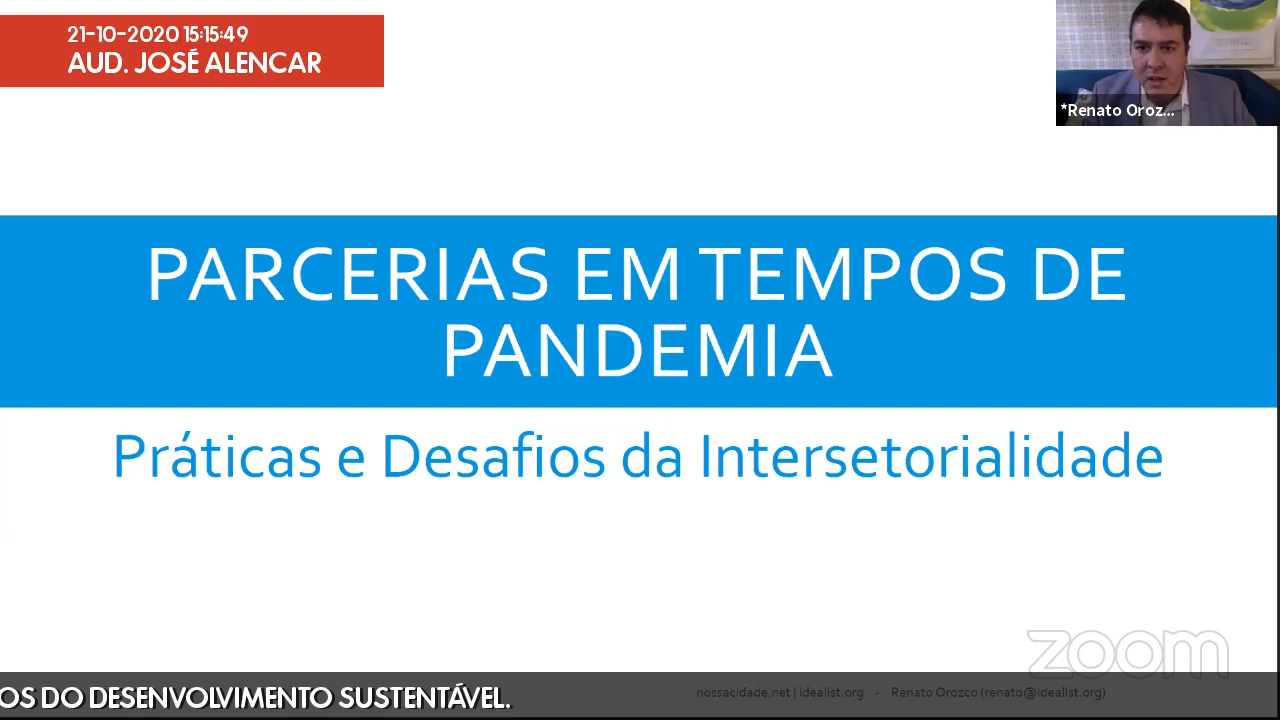 21-10-2020 15:15:49
AUD. JOSÉ ALENCAR
*Renato Oroz...
PARCERIAS EM TEMPOS DE
PANDEMIA
Práticas e Desafios da Intersetorialidade
zoom
OS DO DESENVOLVIMENTO SUSTENTÁVEL.
nossacidade.net | idealist.org - Renato Orozco (renato@idealist.org)